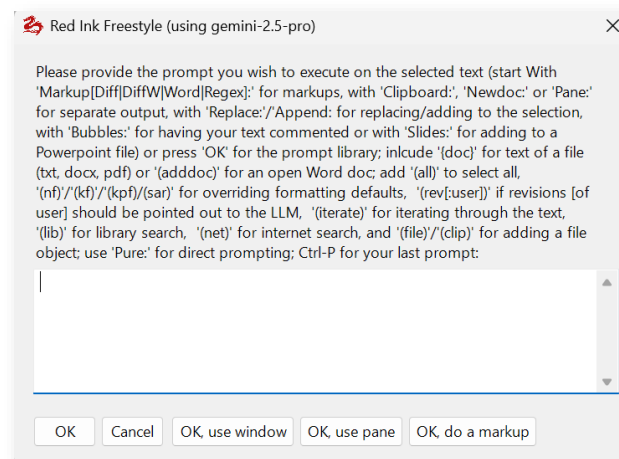 Red Ink Freestyle (using gemini-2.5-pro)
Please provide the prompt you wish to execute on the selected text (start With
'Markup[Diff|DiffW|Word|Regex]:' for markups, with 'Clipboard:', 'Newdoc:' or 'Pane:'
for separate output, with 'Replace:'/'Append: for replacing/adding to the selection,
with 'Bubbles:' for having your text commented or with 'Slides:' for adding to a
Powerpoint file) or press 'OK' for the prompt library; inlcude '{doc}' for text of a file
(txt, docx, pdf) or '(adddoc)' for an open Word doc; add '(all)' to select all,
'(nf)'/'(kf)'/'(kpf)/(sar)' for overriding formatting defaults,  '(rev[:user])' if revisions [of
user] should be pointed out to the LLM,  '(iterate)' for iterating through the text,
'(lib)' for library search,  '(net)' for internet search, and '(file)'/'(clip)' for adding a file
object; use 'Pure:' for direct prompting; Ctrl-P for your last prompt:
OK Cancel OK, use window OK, use pane OK, do a markup